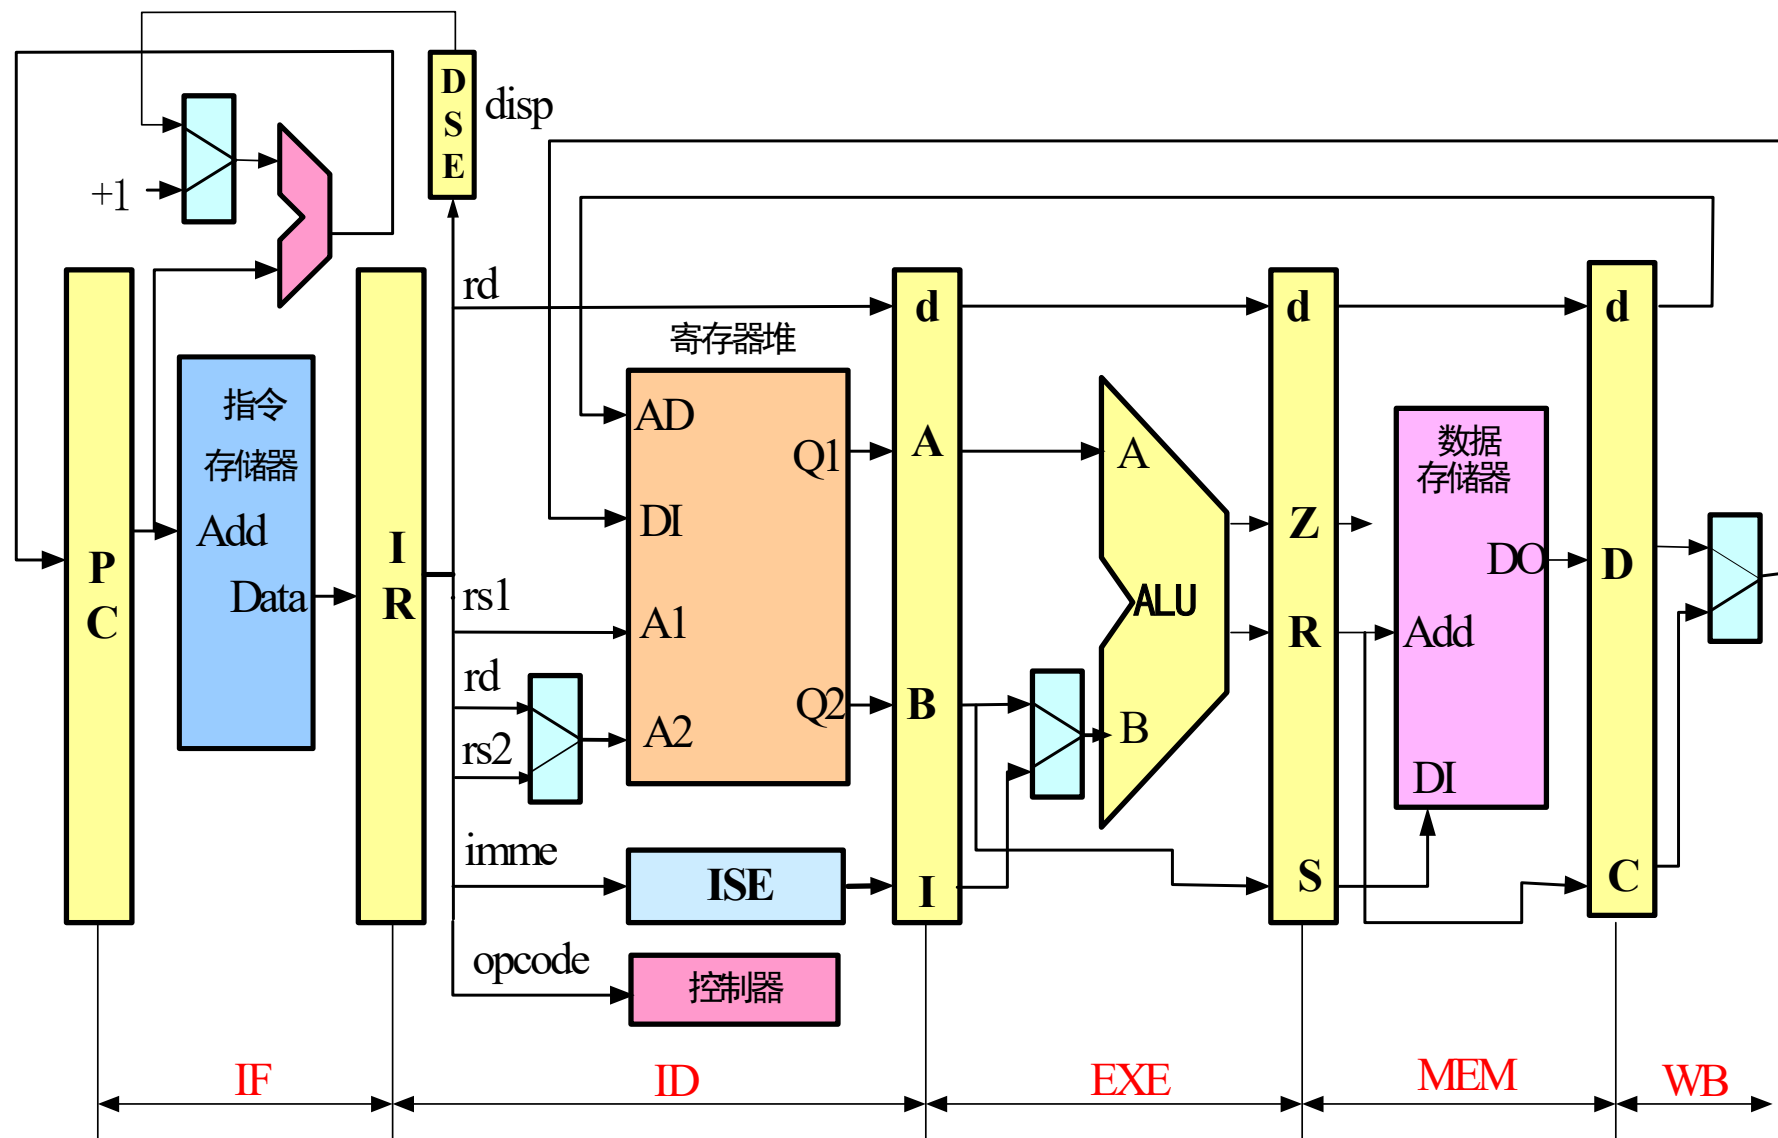 D
S
E
disp
+1
rd
寄存器堆
指令
存储器
Add
Data
P
C
I
R
rs1
rd
rs2
imme
opcode
AD
DI
A1
A2
Q1
Q2
ISE
控制器
d
A
B
I
A
ALU
B
d
Z
R
S
数据
存储器
DO
Add
DI
d
D
C
IF
ID
EXE
MEM
WB